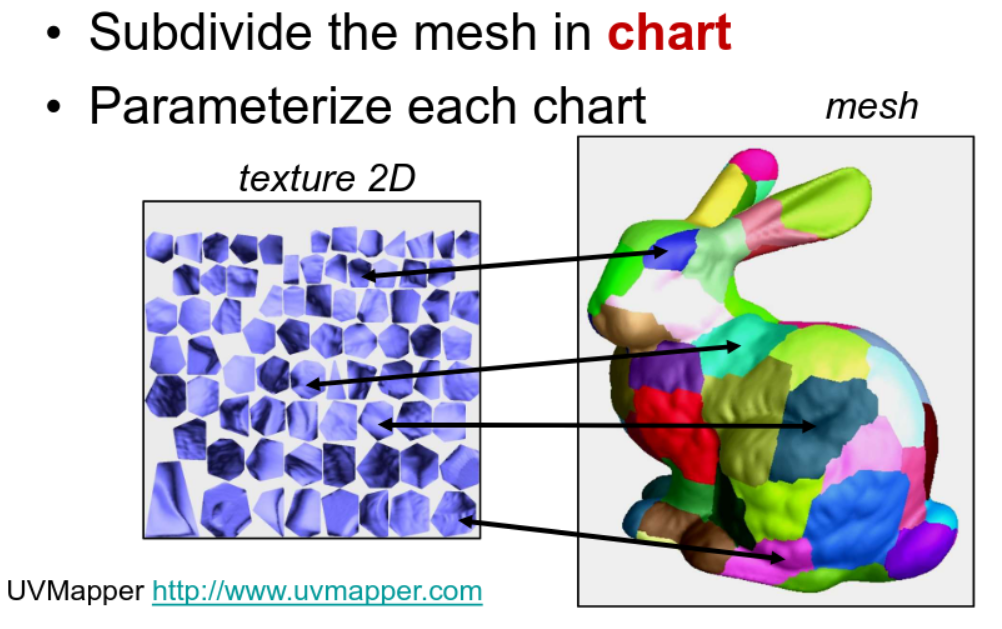 • Subdivide the mesh in chart
• Parameterize each chart
mesh
texture 2D
UVMapper http://www.uvmapper.com